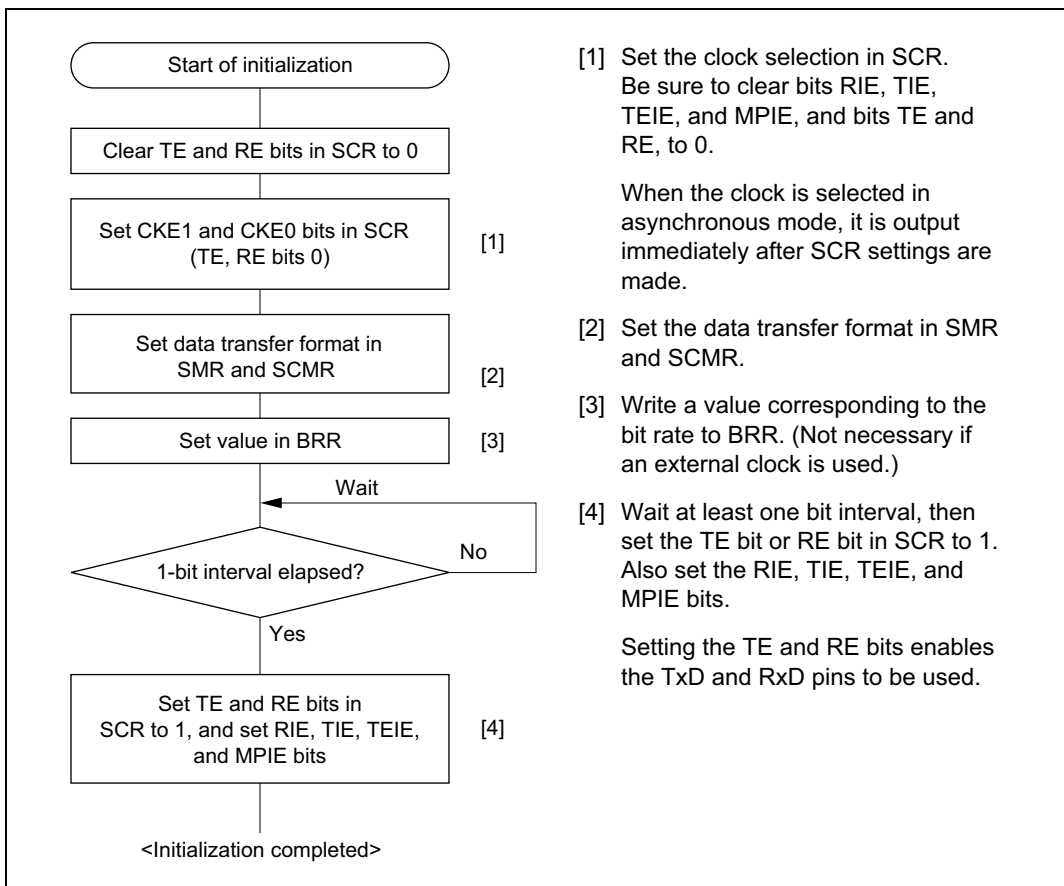 Start of initialization
Clear TE and RE bits in SCR to 0
Set CKE1 and CKE0 bits in SCR
(TE, RE bits 0)
[1]
Set data transfer format in
SMR and SCMR
[2]
Set value in BRR
[3]
Wait
1-bit interval elapsed?
No
Yes
Set TE and RE bits in
SCR to 1, and set RIE, TIE, TEIE,
and MPIE bits
[4]
<Initialization completed>
[1] Set the clock selection in SCR.
Be sure to clear bits RIE, TIE,
TEIE, and MPIE, and bits TE and
RE, to 0.
When the clock is selected in
asynchronous mode, it is output
immediately after SCR settings are
made.
[2] Set the data transfer format in SMR
and SCMR.
[3] Write a value corresponding to the
bit rate to BRR. (Not necessary if
an external clock is used.)
[4] Wait at least one bit interval, then
set the TE bit or RE bit in SCR to 1.
Also set the RIE, TIE, TEIE, and
MPIE bits.
Setting the TE and RE bits enables
the TxD and RxD pins to be used.